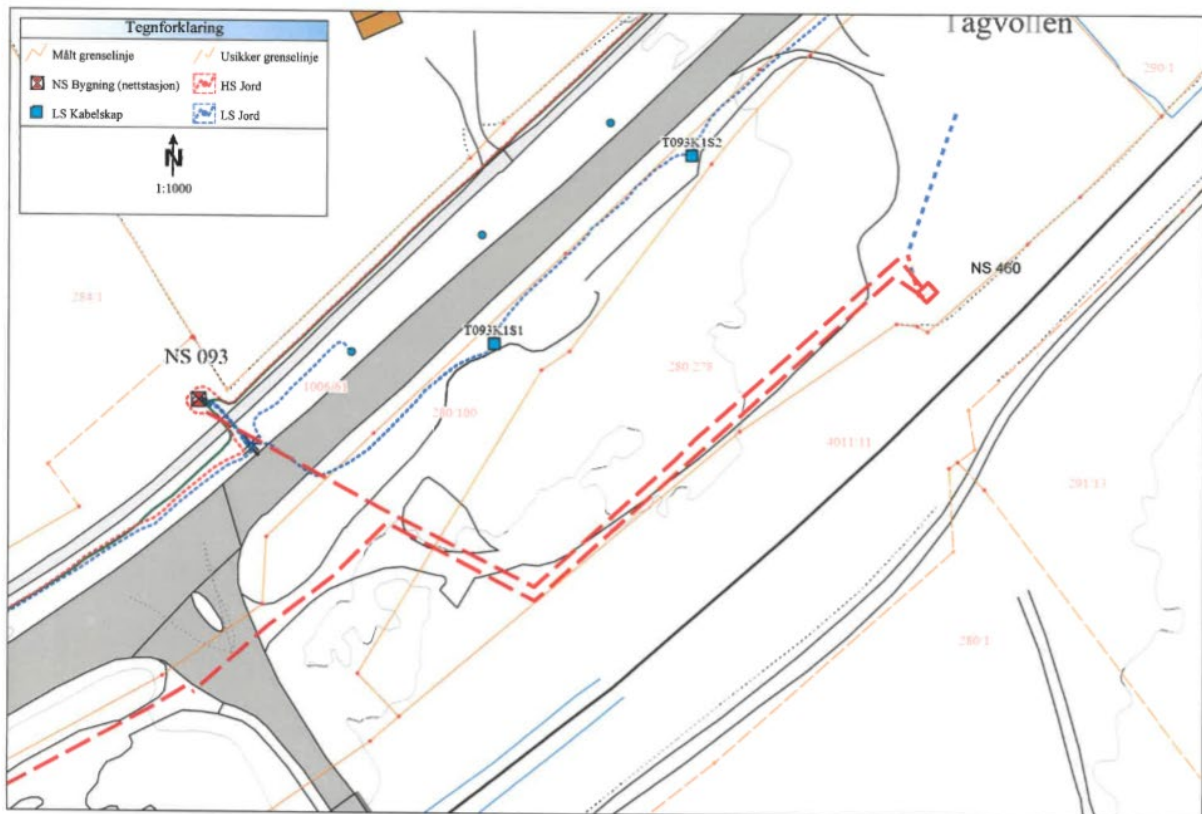 Tegnforklaring
Målt grenselinje
Usikker grenselinje
NS Bygning (nettstasjon)
HS Jord
LS Kabelskap
LS Jord
N
1:1000
Tagvollen
290/1
T093K1S2
NS 460
284/1
T093K1S1
NS 093
1006/61
280/278
280/100
4011/11
291/13
280/1